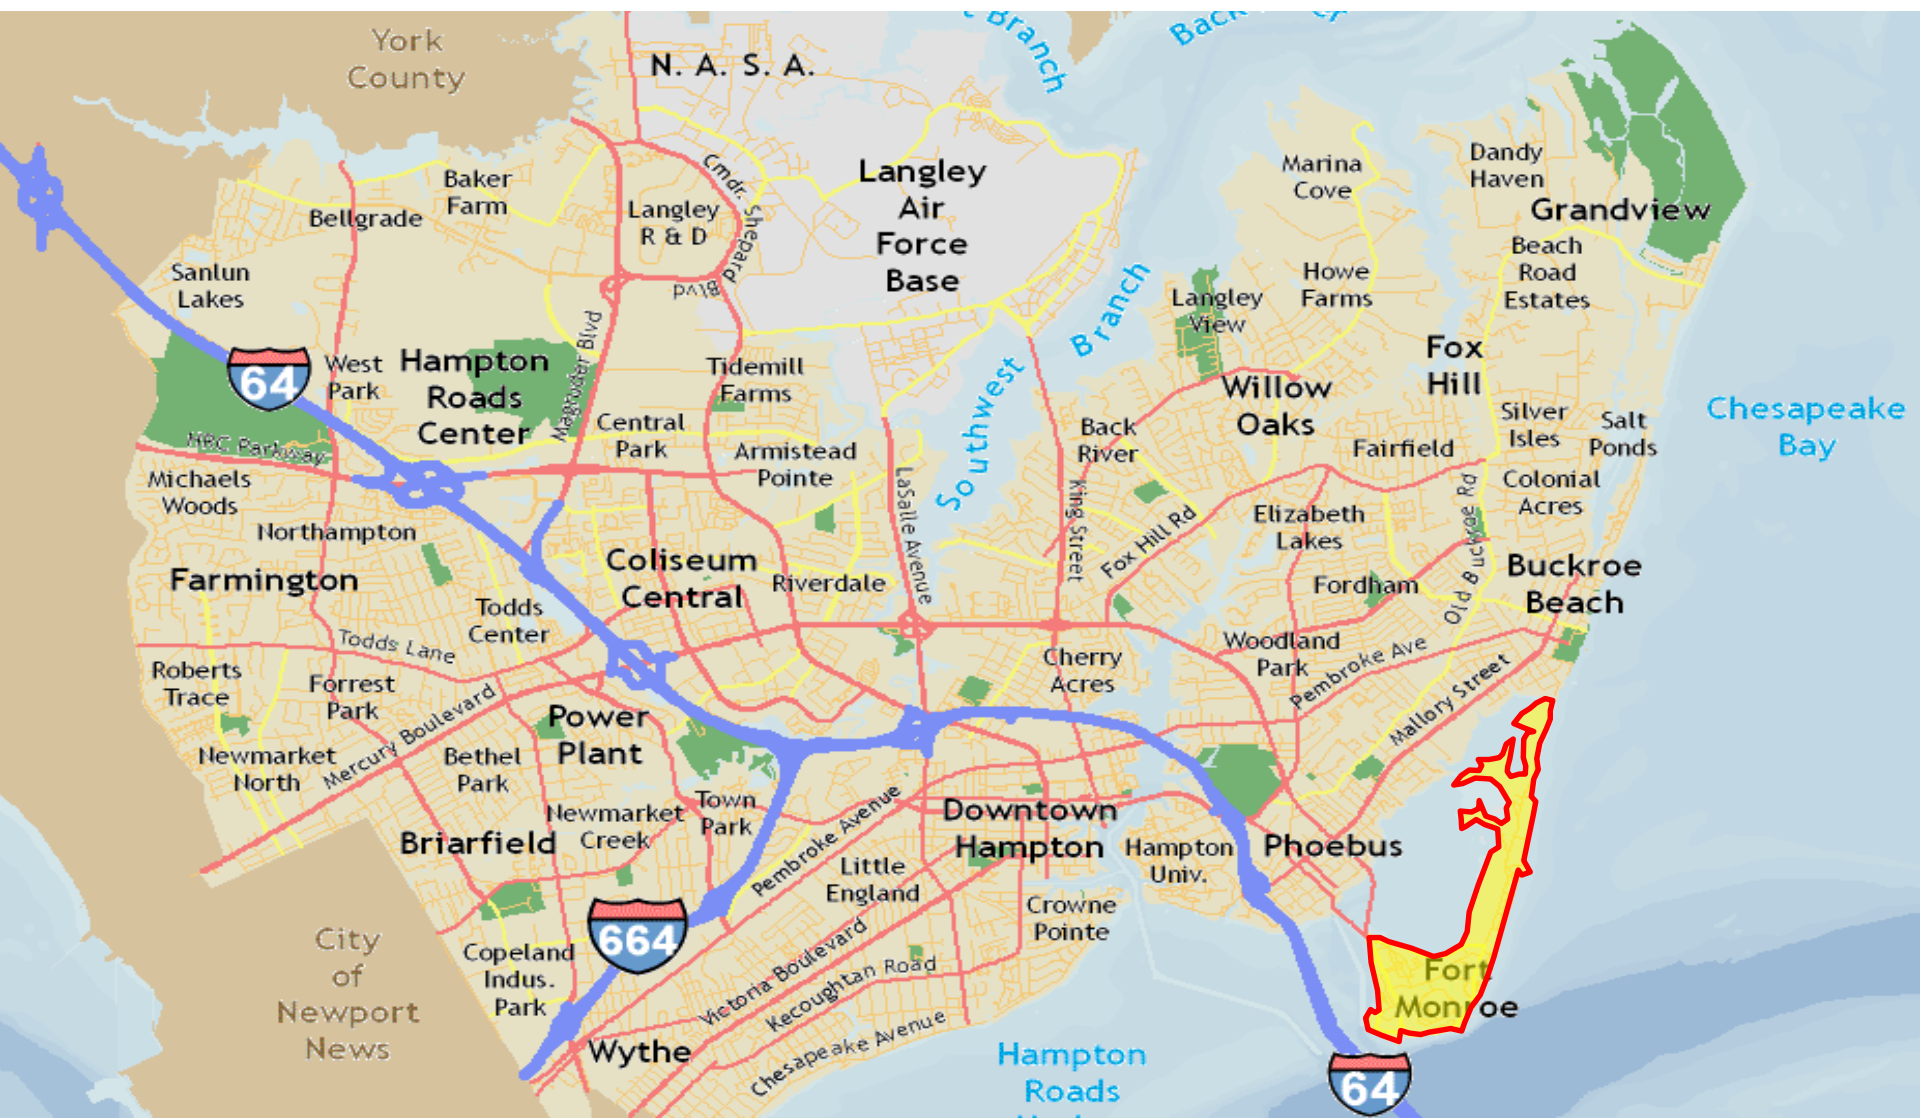 York
County
N. A. S. A.
Branch
Back
Baker
Farm
Bellgrade
Langley
R & D
Cmdr. Shepard
Blvd
Langley
Air
Force
Base
Marina
Cove
Dandy
Haven
Grandview
Beach
Road
Estates
Howe
Farms
Sanlun
Lakes
Langley
View
Southwest
Branch
64
West
Park
Hampton
Roads
Center
Magruder Blvd
Tidemill
Farms
Fox
Hill
Willow
Oaks
Central
Park
Back
River
Silver
Isles
Salt
Ponds
Chesapeake
Bay
Fairfield
HRC Parkway
Armistead
Pointe
Michaels
Woods
Colonial
Acres
LaSalle Avenue
King Street
Fox Hill Rd
Elizabeth
Lakes
Old Buckroe Rd
Northampton
Farmington
Coliseum
Central
Riverdale
Fordham
Buckroe
Beach
Todds
Center
Todds Lane
Woodland
Park
Pembroke Ave
Mallory Street
Cherry
Acres
Roberts
Trace
Forrest
Park
Mercury Boulevard
Power
Plant
Newmarket
North
Bethel
Park
Town
Park
Newmarket
Creek
Briarfield
Pembroke Avenue
Downtown
Hampton
Hampton
Univ.
Phoebus
Little
England
Crowne
Pointe
664
City
of
Newport
News
Copeland
Indus.
Park
Victoria Boulevard
Kecoughtan Road
Chesapeake Avenue
Fort
Monroe
Wythe
Hampton
Roads
64